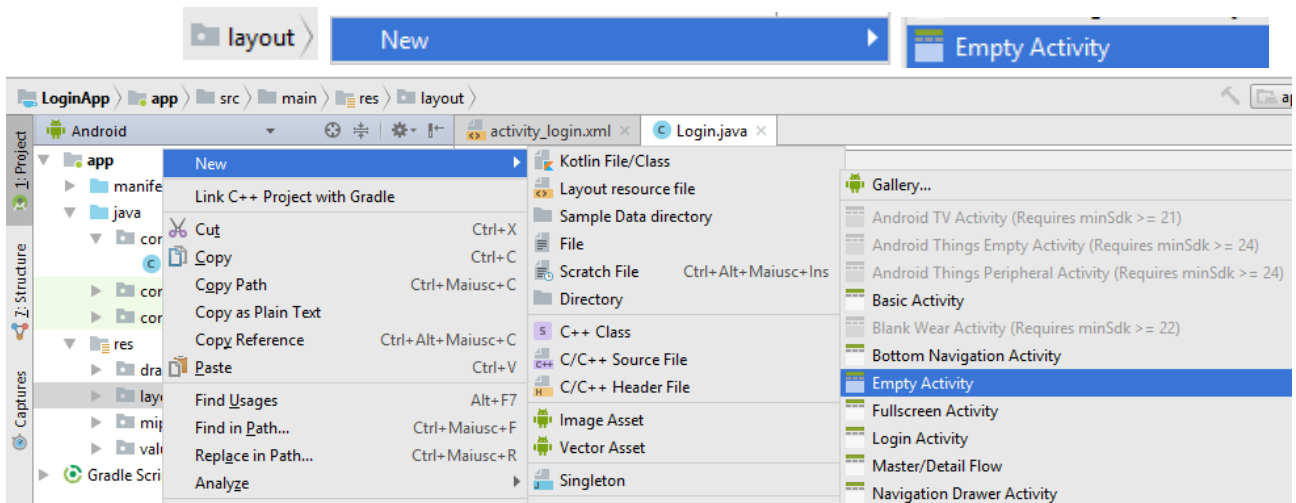 layout
New
Empty Activity
LoginApp app src main res layout
Android
activity_login.xml
Login.java
1: Project
Z: Structure
Captures
app
java
res
New
Link C++ Project with Gradle
Cut Ctrl+X
Copy Ctrl+C
Copy Path Ctrl+Maiusc+C
Copy as Plain Text
Copy Reference Ctrl+Alt+Maiusc+C
Paste Ctrl+V
Find Usages Alt+F7
Find in Path... Ctrl+Maiusc+F
Replace in Path... Ctrl+Maiusc+R
Analyze
Kotlin File/Class
Layout resource file
Sample Data directory
File
Scratch File Ctrl+Alt+Maiusc+Ins
Directory
C++ Class
C/C++ Source File
C/C++ Header File
Image Asset
Vector Asset
Singleton
Gallery...
Android TV Activity (Requires minSdk >= 21)
Android Things Empty Activity (Requires minSdk >= 24)
Android Things Peripheral Activity (Requires minSdk >= 24)
Basic Activity
Blank Wear Activity (Requires minSdk >= 22)
Bottom Navigation Activity
Empty Activity
Fullscreen Activity
Login Activity
Master/Detail Flow
Navigation Drawer Activity
manife
cor
cor
cor
dra
lay
mip
valu
Gradle Scri